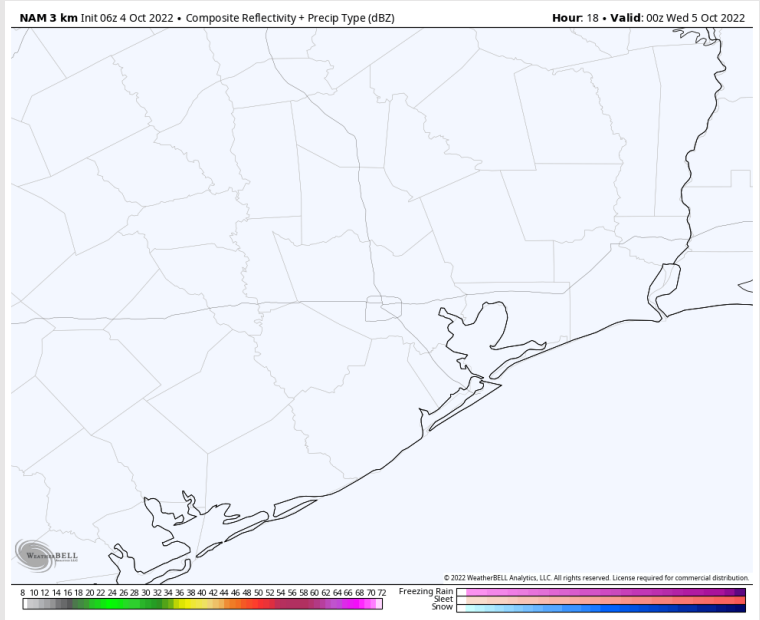 NAM 3 km Init 06z 4 Oct 2022 • Composite Reflectivity + Precip Type (dBZ) Hour: 18 • Valid: 00z Wed 5 Oct 2022
WEATHERBELL
© 2022 WeatherBELL Analytics, LLC. All rights reserved. License required for commercial distribution.
8 10 12 14 16 18 20 22 24 26 28 30 32 34 36 38 40 42 44 46 48 50 52 54 56 58 60 62 64 66 68 70 72
Freezing Rain
Sleet
Snow